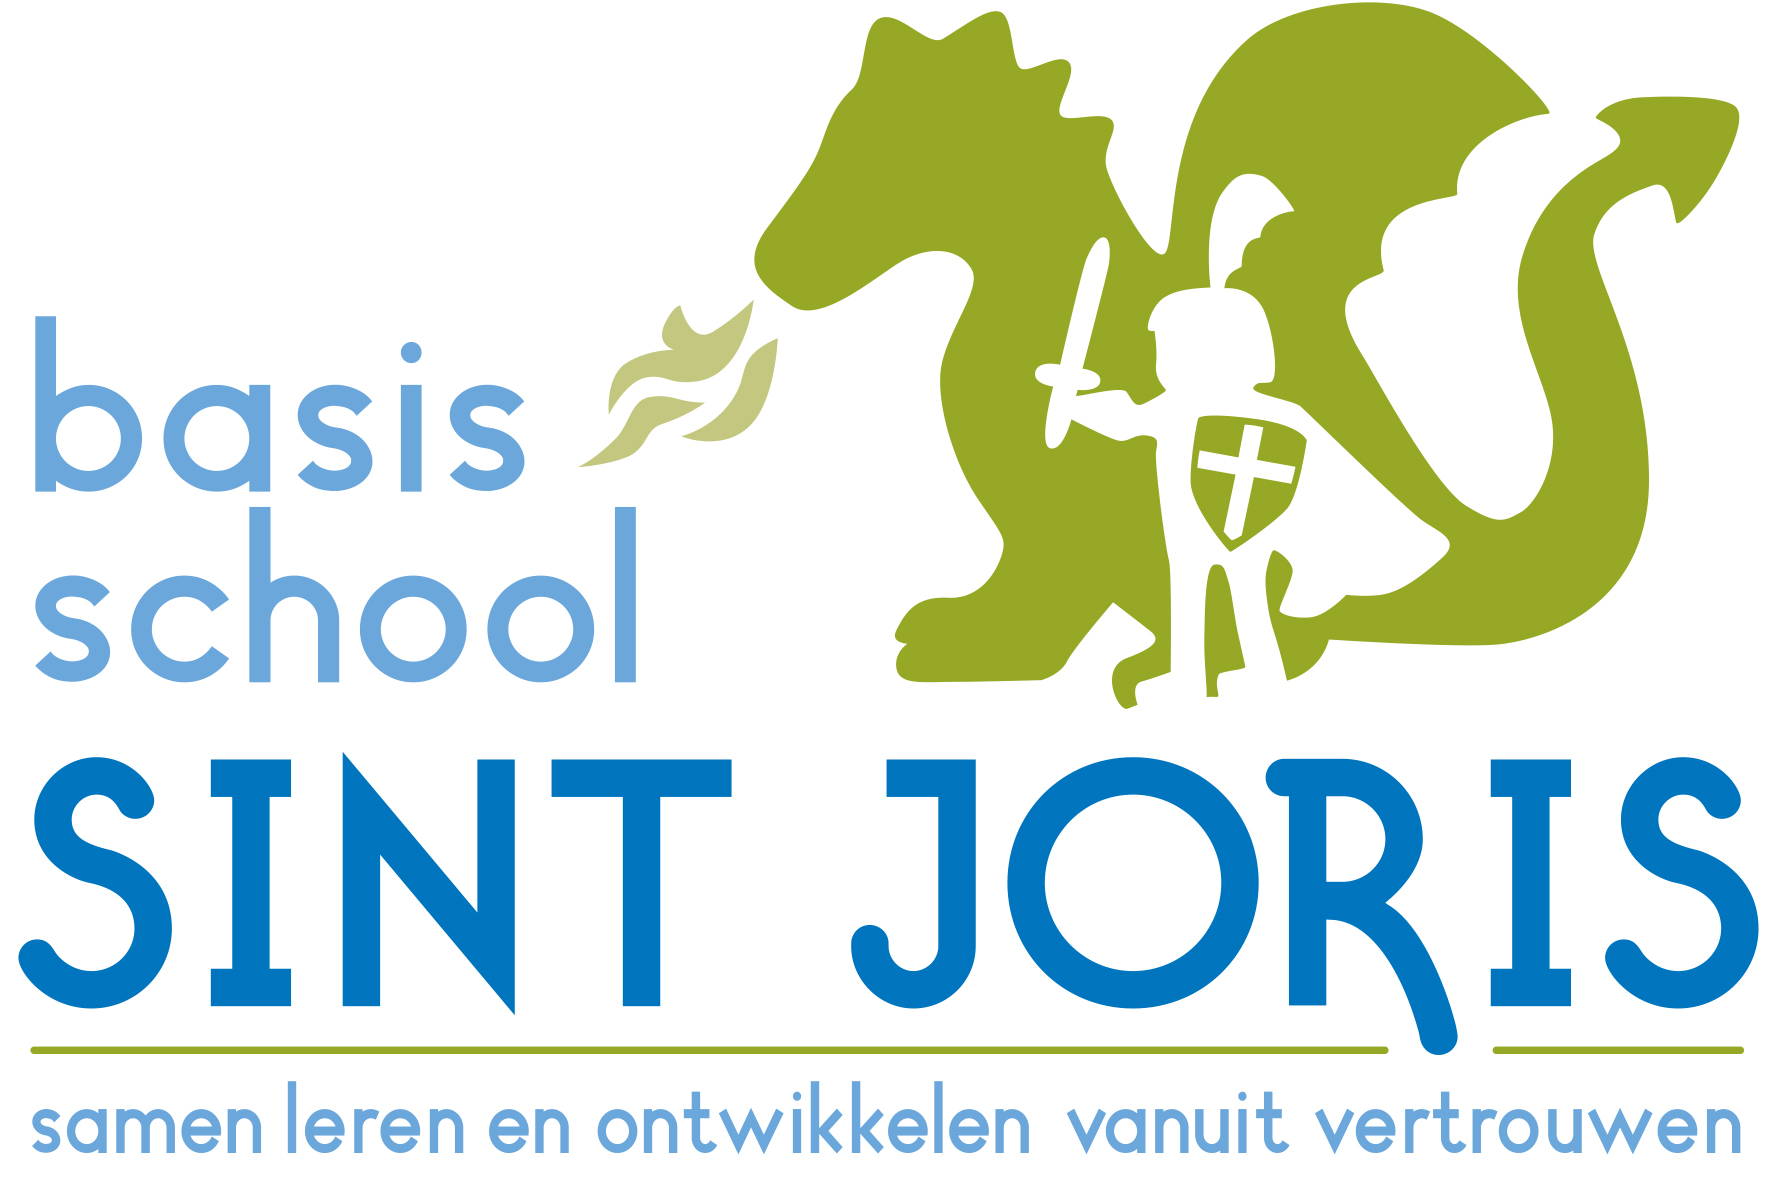 basis
school
SINT JORIS
samen leren en ontwikkelen vanuit vertrouwen